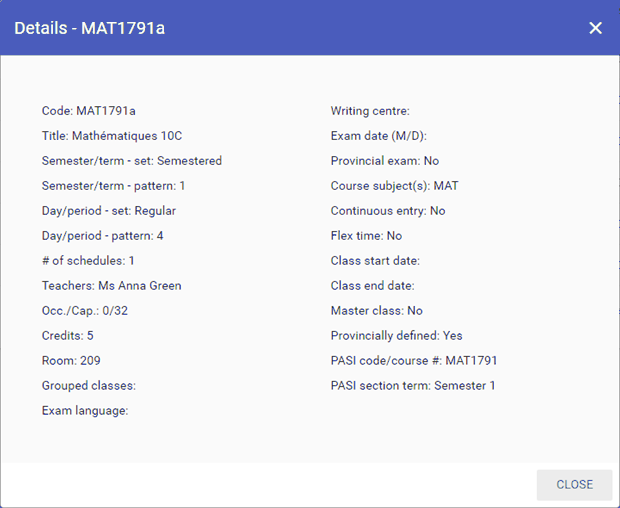 Details - MAT1791a
Code: MAT1791a
Title: Mathématiques 10C
Semester/term - set: Semestered
Semester/term - pattern: 1
Day/period - set: Regular
Day/period - pattern: 4
# of schedules: 1
Teachers: Ms Anna Green
Occ./Cap.: 0/32
Credits: 5
Room: 209
Grouped classes:
Exam language:
Writing centre:
Exam date (M/D):
Provincial exam: No
Course subject(s): MAT
Continuous entry: No
Flex time: No
Class start date:
Class end date:
Master class: No
Provincially defined: Yes
PASI code/course #: MAT1791
PASI section term: Semester 1
CLOSE